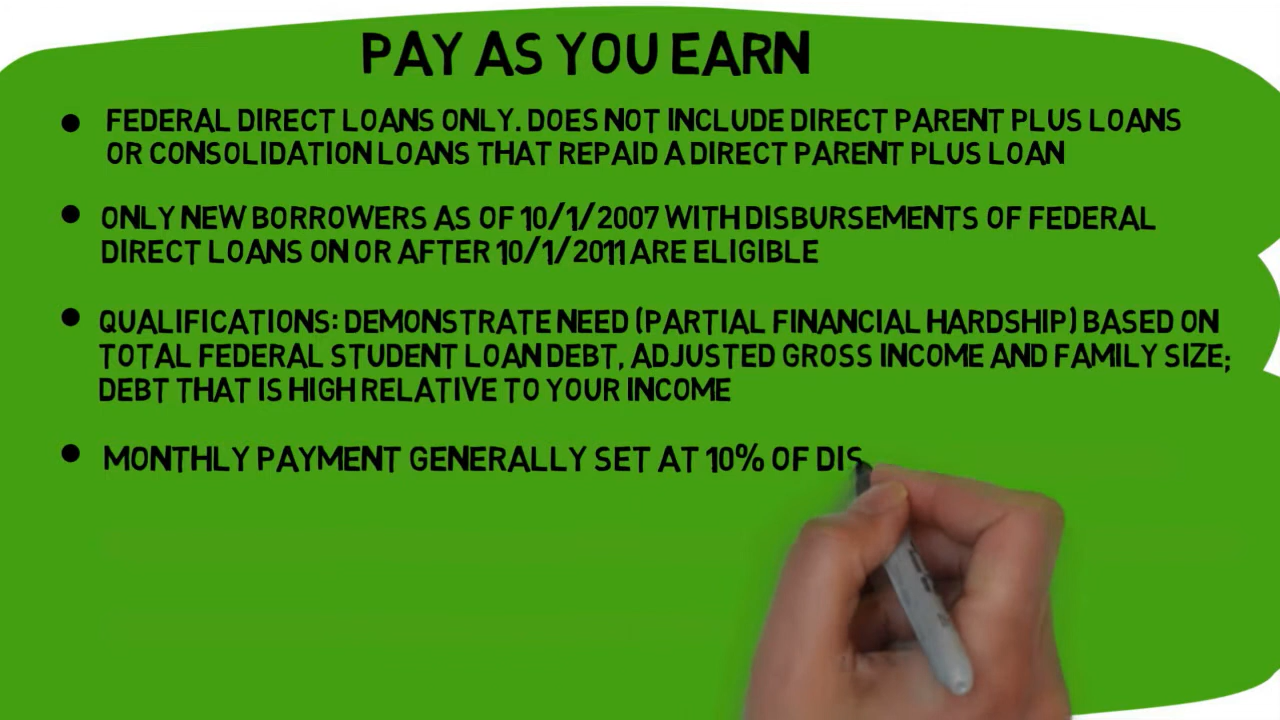 PAY AS YOU EARN
FEDERAL DIRECT LOANS ONLY. DOES NOT INCLUDE DIRECT PARENT PLUS LOANS
OR CONSOLIDATION LOANS THAT REPAID A DIRECT PARENT PLUS LOAN
ONLY NEW BORROWERS AS OF 10/1/2007 WITH DISBURSEMENTS OF FEDERAL
DIRECT LOANS ON OR AFTER 10/1/2011 ARE ELIGIBLE
QUALIFICATIONS: DEMONSTRATE NEED (PARTIAL FINANCIAL HARDSHIP) BASED ON
TOTAL FEDERAL STUDENT LOAN DEBT, ADJUSTED GROSS INCOME AND FAMILY SIZE;
DEBT THAT IS HIGH RELATIVE TO YOUR INCOME
MONTHLY PAYMENT GENERALLY SET AT 10% OF DIS